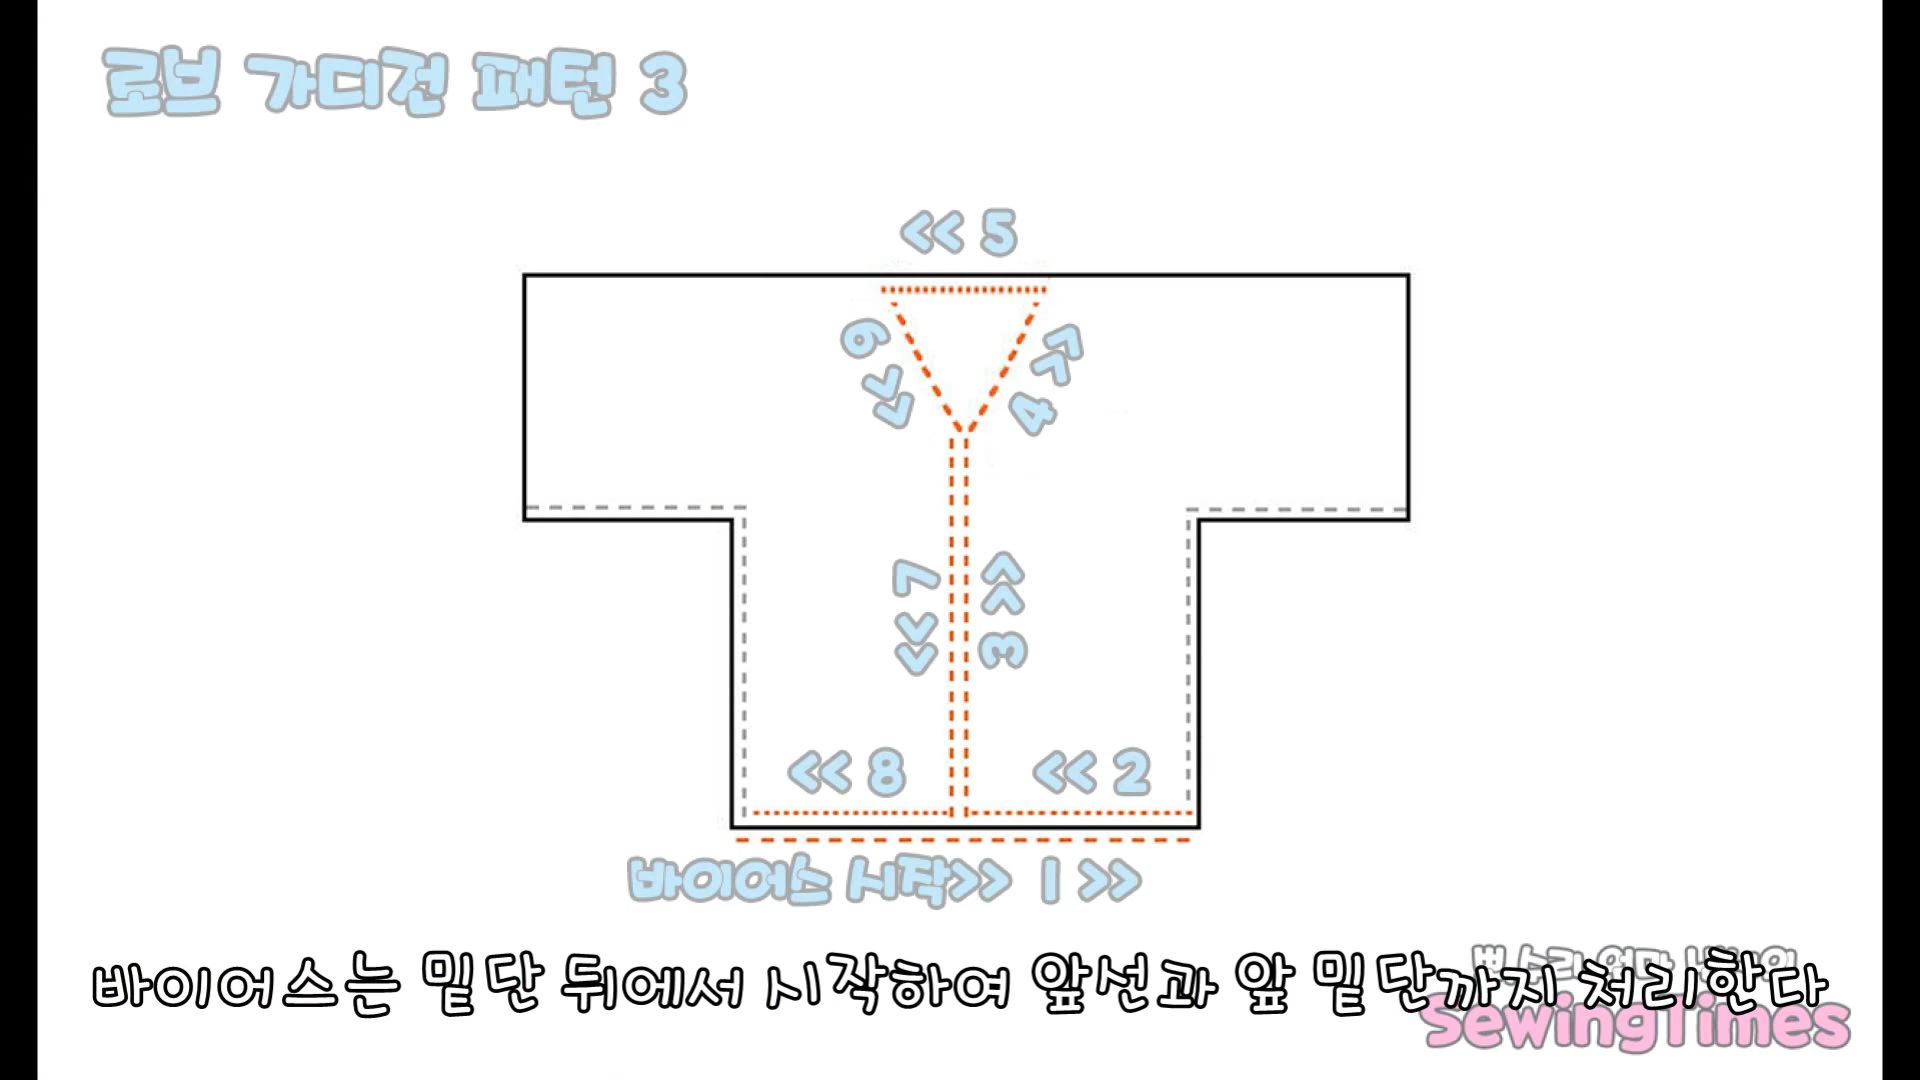 로브 가디건 패턴 3
<< 5
6 <<
4 >>
<< 7
3 >>
<< 8
<< 2
바이어스 시작>> 1 >>
바이어스는 밑단 뒤에서 시작하여 앞선과 앞 밑단까지 처리한다
SewingTimes